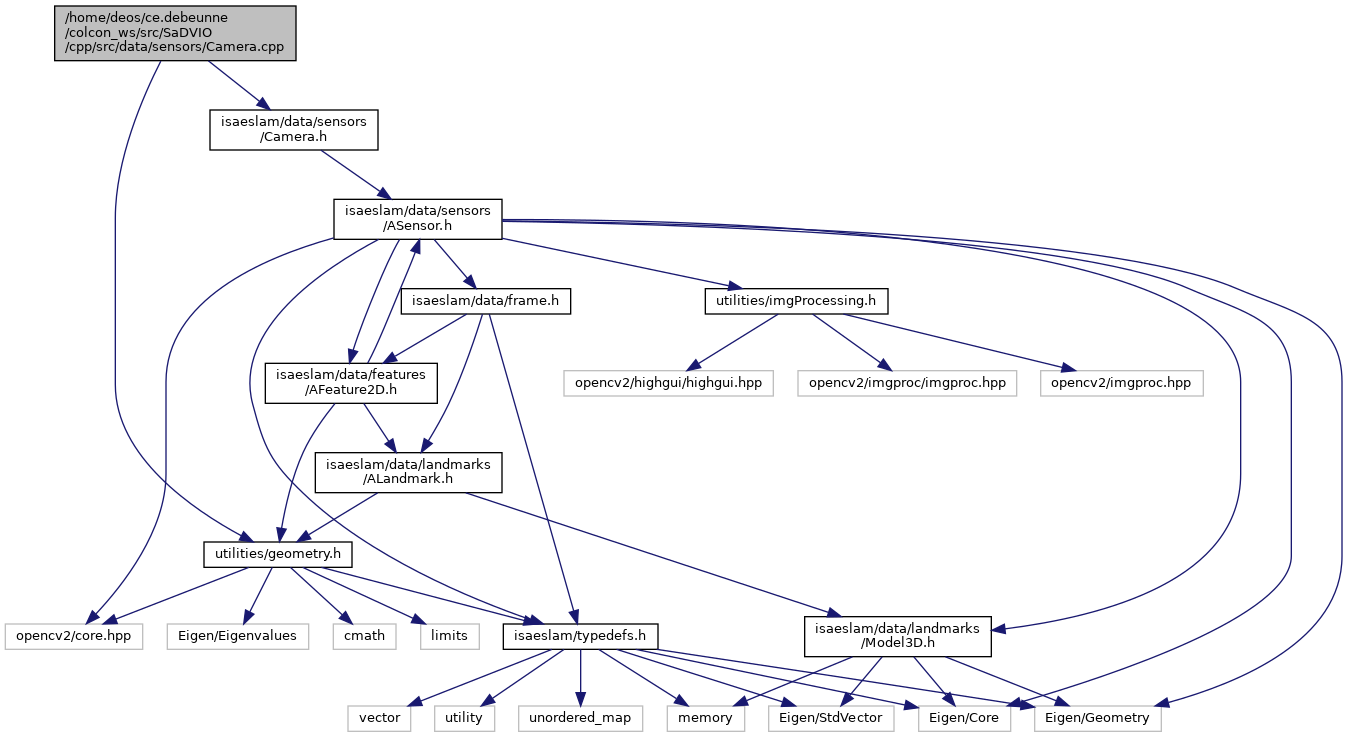 /home/deos/ce.debeunne
/colcon_ws/src/SaDVIO
/cpp/src/data/sensors/Camera.cpp
isaeslam/data/sensors
/Camera.h
isaeslam/data/sensors
/ASensor.h
isaeslam/data/frame.h
utilities/imgProcessing.h
isaeslam/data/features
/AFeature2D.h
opencv2/highgui/highgui.hpp
opencv2/imgproc/imgproc.hpp
opencv2/imgproc.hpp
isaeslam/data/landmarks
/ALandmark.h
utilities/geometry.h
opencv2/core.hpp
Eigen/Eigenvalues
cmath
limits
isaeslam/typedefs.h
isaeslam/data/landmarks
/Model3D.h
vector
utility
unordered_map
memory
Eigen/StdVector
Eigen/Core
Eigen/Geometry